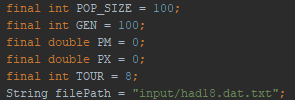 final int POP_SIZE = 100;
final int GEN = 100;
final double PM = 0;
final double PX = 0;
final int TOUR = 8;
String filePath = "input/had18.dat.txt";